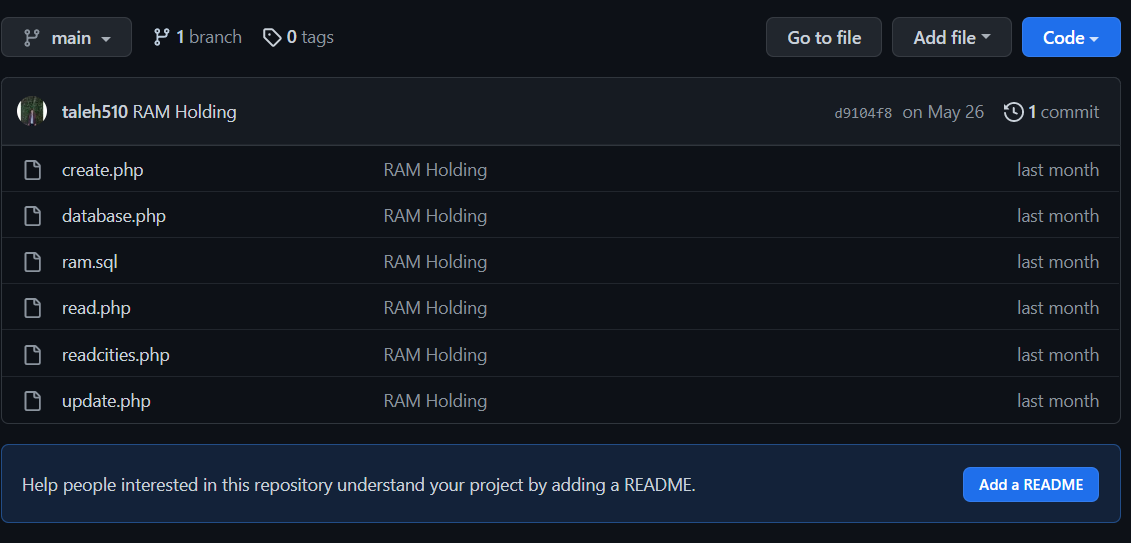 main 1 branch 0 tags Go to file Add file Code
taleh510 RAM Holding d9104f8 on May 26 1 commit
create.php RAM Holding last month
database.php RAM Holding last month
ram.sql RAM Holding last month
read.php RAM Holding last month
readcities.php RAM Holding last month
update.php RAM Holding last month
Help people interested in this repository understand your project by adding a README. Add a README